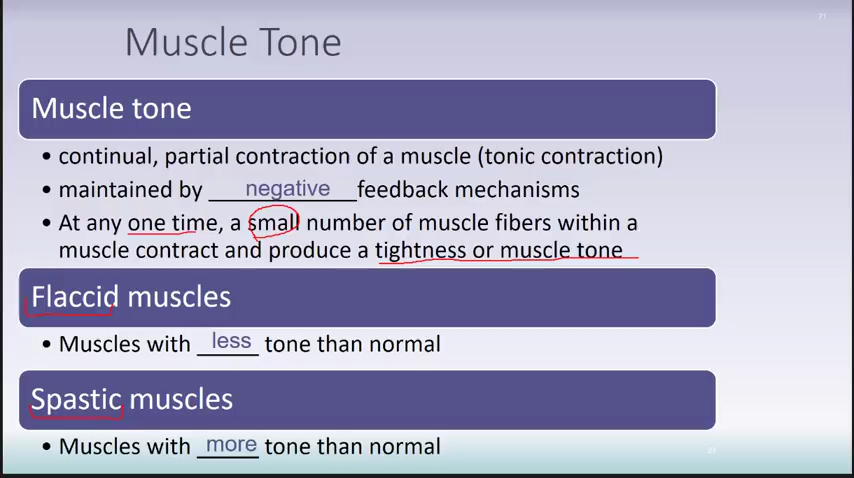 21
Muscle Tone
Muscle tone
• continual, partial contraction of a muscle (tonic contraction)
• maintained by negative feedback mechanisms
• At any one time, a small number of muscle fibers within a
muscle contract and produce a tightness or muscle tone
Flaccid muscles
• Muscles with less tone than normal
Spastic muscles
• Muscles with more tone than normal